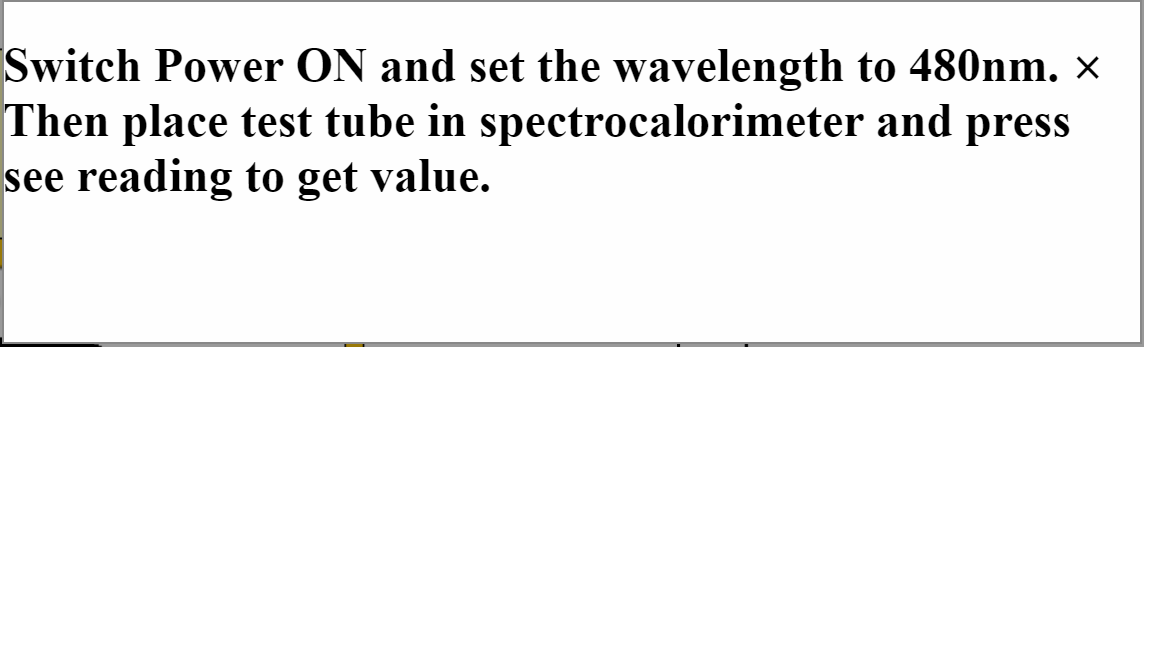 Switch Power ON and set the wavelength to 480nm. ×
Then place test tube in spectrocalorimeter and press
see reading to get value.